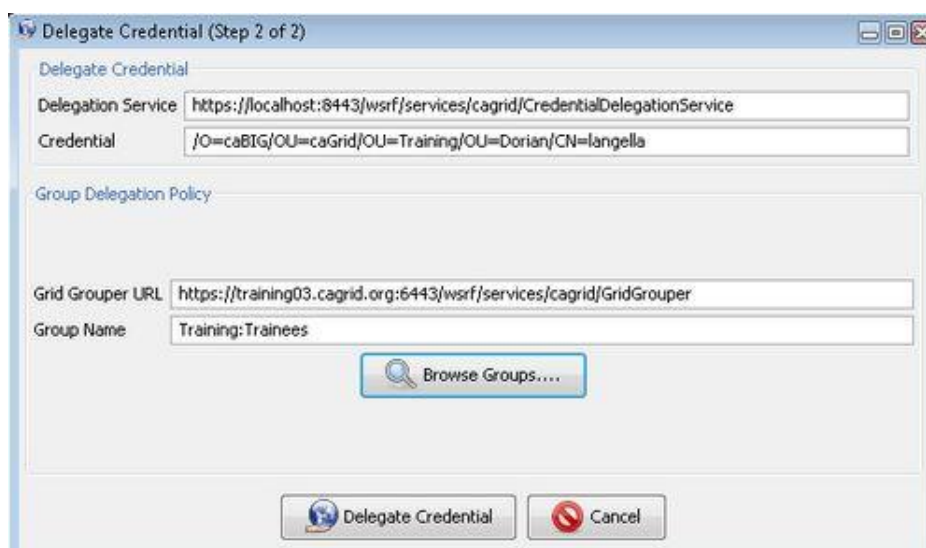 Delegate Credential (Step 2 of 2)
Delegate Credential
Delegation Service https://localhost:8443/wsrf/services/cagrid/CredentialDelegationService
Credential /O=caBIG/OU=caGrid/OU=Training/OU=Dorian/CN=langella
Group Delegation Policy
Grid Grouper URL https://training03.cagrid.org:6443/wsrf/services/cagrid/GridGrouper
Group Name Training:Trainees
Browse Groups....
Delegate Credential Cancel